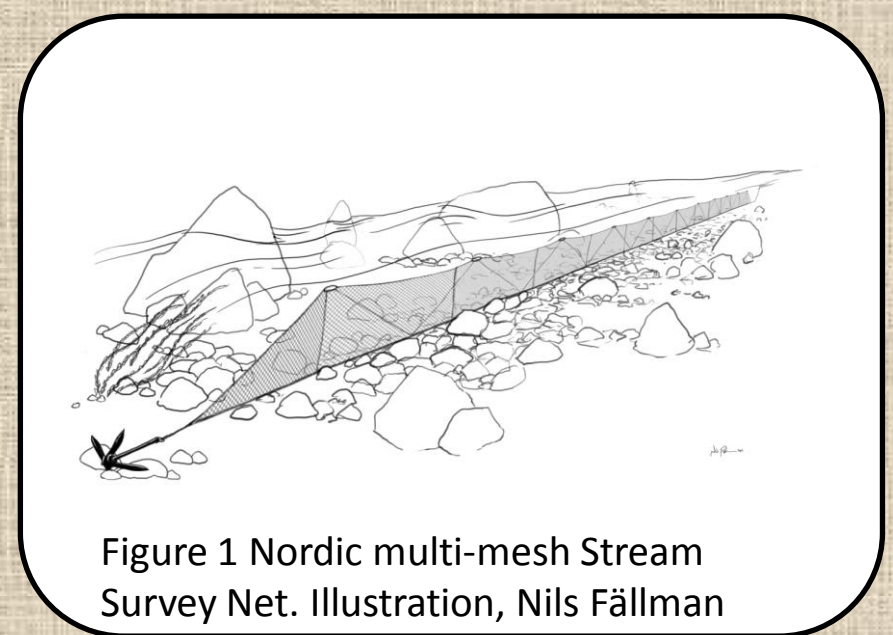 Figure 1 Nordic multi-mesh Stream
Survey Net. Illustration, Nils Fällman